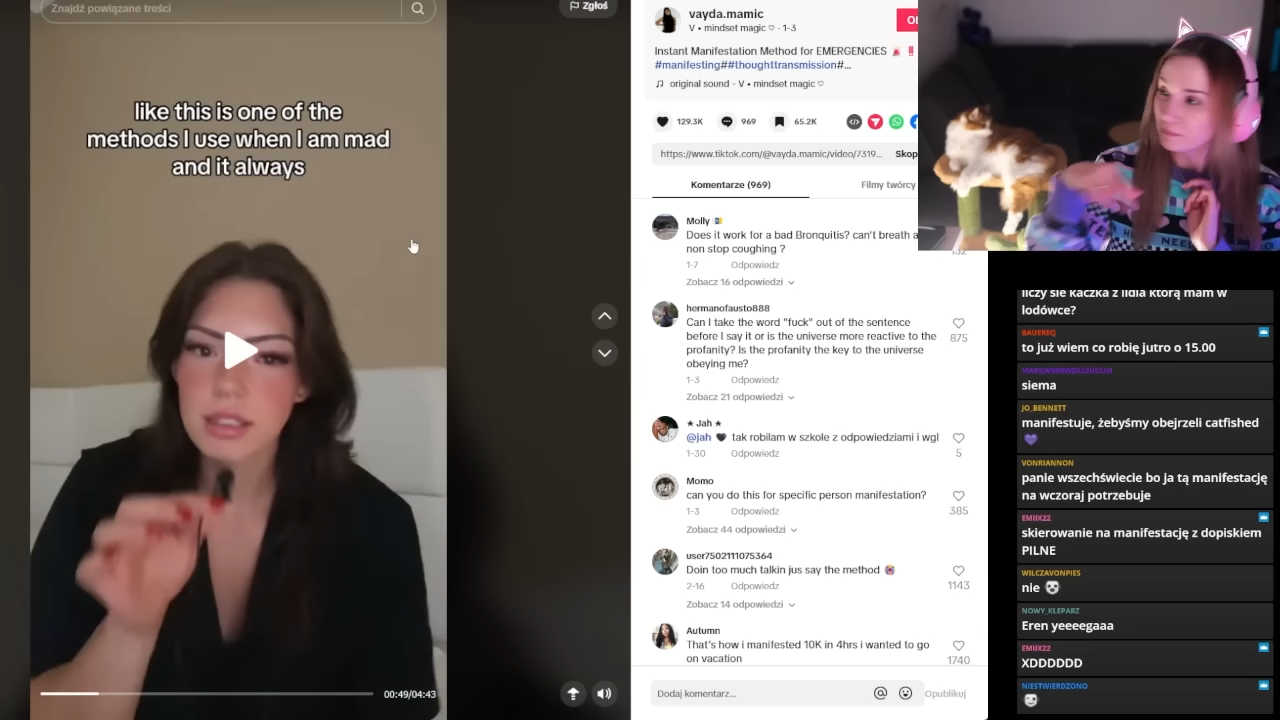 Znajdź powiązane treści
Zgłoś
like this is one of the
methods I use when I am mad
and it always
00:49/04:43
vayda.mamic
V • mindset magic ♡ · 1-3
Instant Manifestation Method for EMERGENCIES 🚨 ‼️
#manifesting##thoughttransmission#...
♫ original sound - V • mindset magic ♡
129.3K
969
65.2K
https://www.tiktok.com/@vayda.mamic/video/7319...
Skop
Komentarze (969)
Filmy twórcy
Molly
Does it work for a bad Bronquitis? can't breath a
non stop coughing ?
1-7 Odpowiedz
132
Zobacz 16 odpowiedzi
hermanofausto888
Can I take the word "fuck" out of the sentence
before I say it or is the universe more reactive to the
profanity? Is the profanity the key to the universe
obeying me?
875
1-3 Odpowiedz
Zobacz 21 odpowiedzi
★ Jah ★
@jah 🖤 tak robilam w szkole z odpowiedziami i wgl
1-30 Odpowiedz
5
Momo
can you do this for specific person manifestation?
1-3 Odpowiedz
385
Zobacz 44 odpowiedzi
user7502111075364
Doin too much talkin jus say the method
2-16 Odpowiedz
1143
Zobacz 14 odpowiedzi
Autumn
That's how i manifested 10K in 4hrs i wanted to go
on vacation
1740
Dodaj komentarz...
Opublikuj
liczy sie kaczka z lidla którą mam w
lodówce?
BAUEREQ
to już wiem co robię jutro o 15.00
siema
JO_BENNETT
manifestuje, żebyśmy obejrzeli catfished
💜
VONRIANNON
panie wszechświecie bo ja tą manifestację
na wczoraj potrzebuje
EMIIX22
skierowanie na manifestację z dopiskiem
PILNE
WILCZAVONPIES
nie
NOWY_KLEPARZ
Eren yeeeegaaa
EMIIX22
XDDDDDD
NIESTWIERDZONO